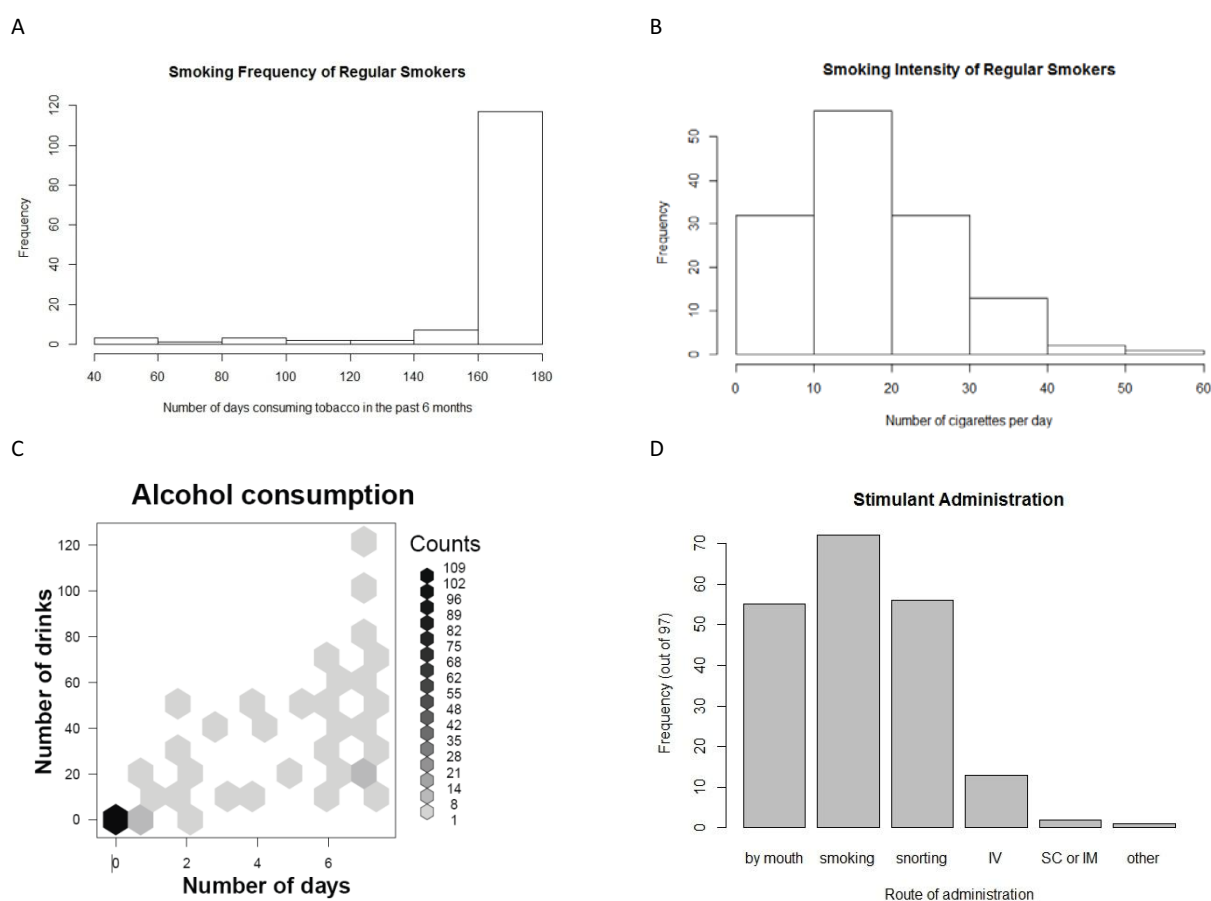 A
Smoking Frequency of Regular Smokers
Frequency
0 20 40 60 80 100 120
40 60 80 100 120 140 160 180
Number of days consuming tobacco in the past 6 months
B
Smoking Intensity of Regular Smokers
Frequency
0 10 20 30 40 50
0 10 20 30 40 50 60
Number of cigarettes per day
C
Alcohol consumption
Number of drinks
120
100
80
60
40
20
0
0 2 4 6
Number of days
Counts
109
102
96
89
82
75
68
62
55
48
42
35
28
21
14
8
1
D
Stimulant Administration
Frequency (out of 97)
0 10 20 30 40 50 60 70
by mouth smoking snorting IV SC or IM other
Route of administration